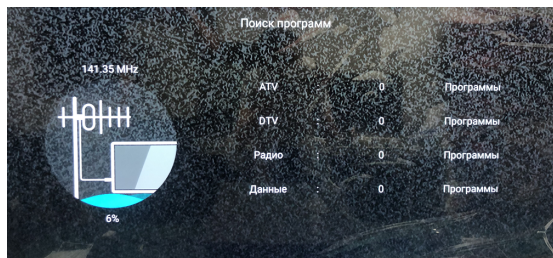 Поиск программ
141.35 MHz
ATV : 0 Программы
DTV : 0 Программы
Радио : 0 Программы
Данные : 0 Программы
6%